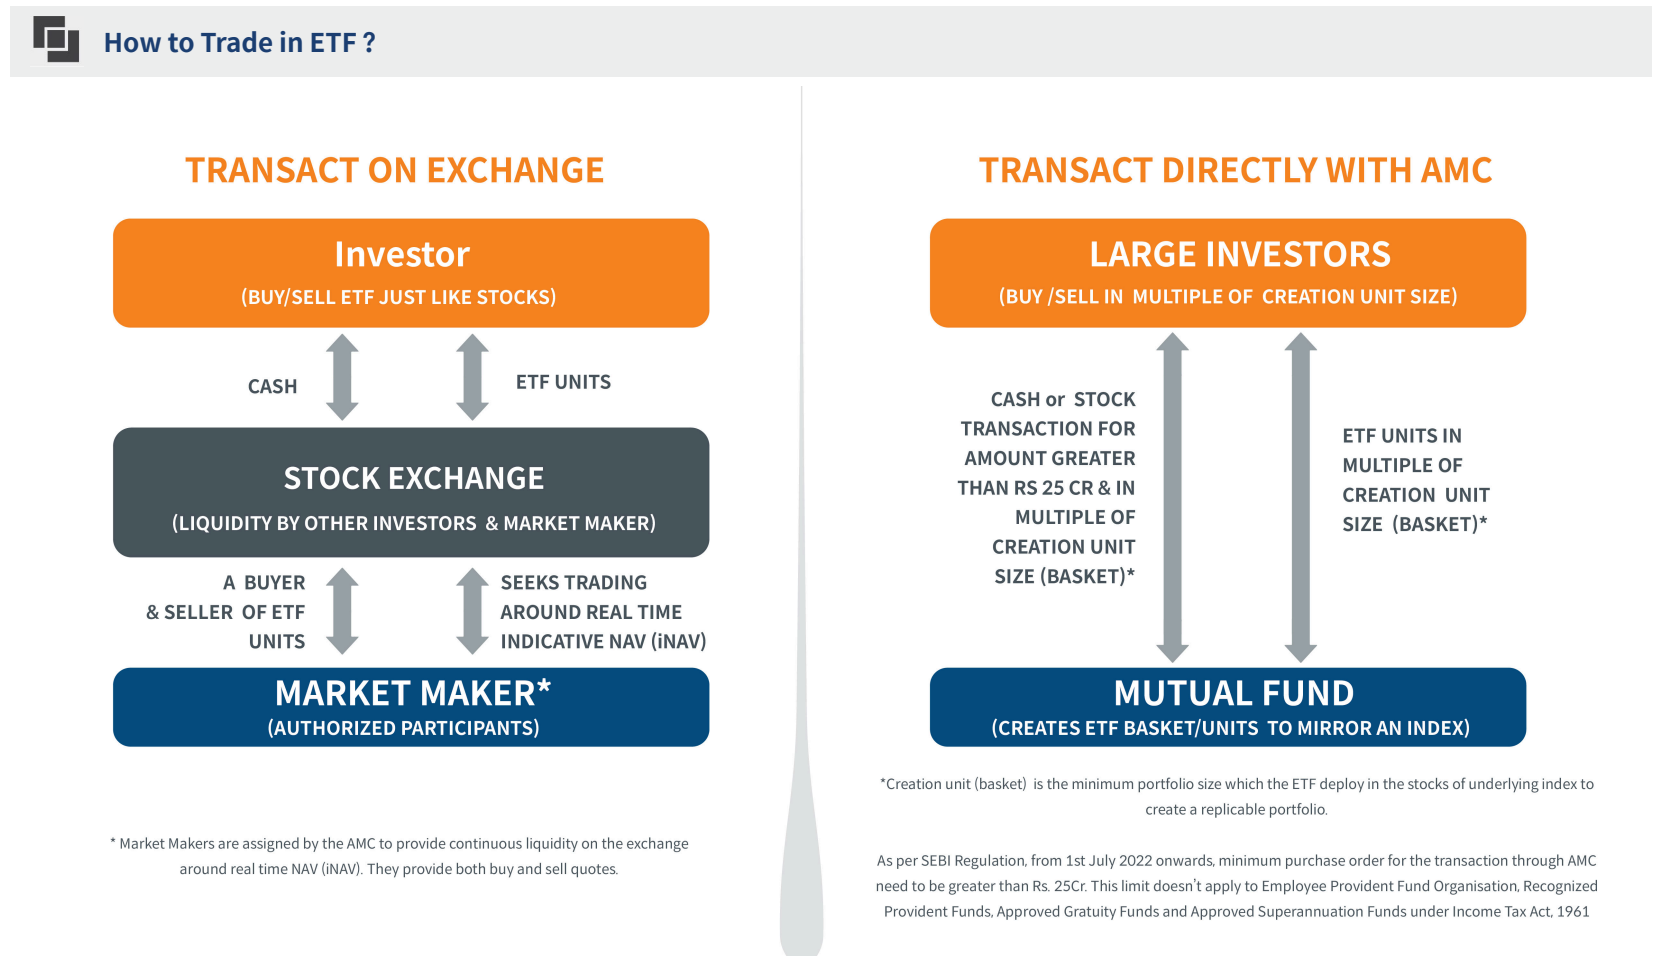 How to Trade in ETF ?
TRANSACT ON EXCHANGE
Investor
(BUY/SELL ETF JUST LIKE STOCKS)
CASH
ETF UNITS
STOCK EXCHANGE
(LIQUIDITY BY OTHER INVESTORS & MARKET MAKER)
A BUYER
& SELLER OF ETF
UNITS
SEEKS TRADING
AROUND REAL TIME
INDICATIVE NAV (iNAV)
MARKET MAKER*
(AUTHORIZED PARTICIPANTS)
* Market Makers are assigned by the AMC to provide continuous liquidity on the exchange
around real time NAV (iNAV). They provide both buy and sell quotes.
TRANSACT DIRECTLY WITH AMC
LARGE INVESTORS
(BUY /SELL IN MULTIPLE OF CREATION UNIT SIZE)
CASH or STOCK
TRANSACTION FOR
AMOUNT GREATER
THAN RS 25 CR & IN
MULTIPLE OF
CREATION UNIT
SIZE (BASKET)*
ETF UNITS IN
MULTIPLE OF
CREATION UNIT
SIZE (BASKET)*
MUTUAL FUND
(CREATES ETF BASKET/UNITS TO MIRROR AN INDEX)
*Creation unit (basket) is the minimum portfolio size which the ETF deploy in the stocks of underlying index to
create a replicable portfolio.
As per SEBI Regulation, from 1st July 2022 onwards, minimum purchase order for the transaction through AMC
need to be greater than Rs. 25Cr. This limit doesn't apply to Employee Provident Fund Organisation, Recognized
Provident Funds, Approved Gratuity Funds and Approved Superannuation Funds under Income Tax Act, 1961